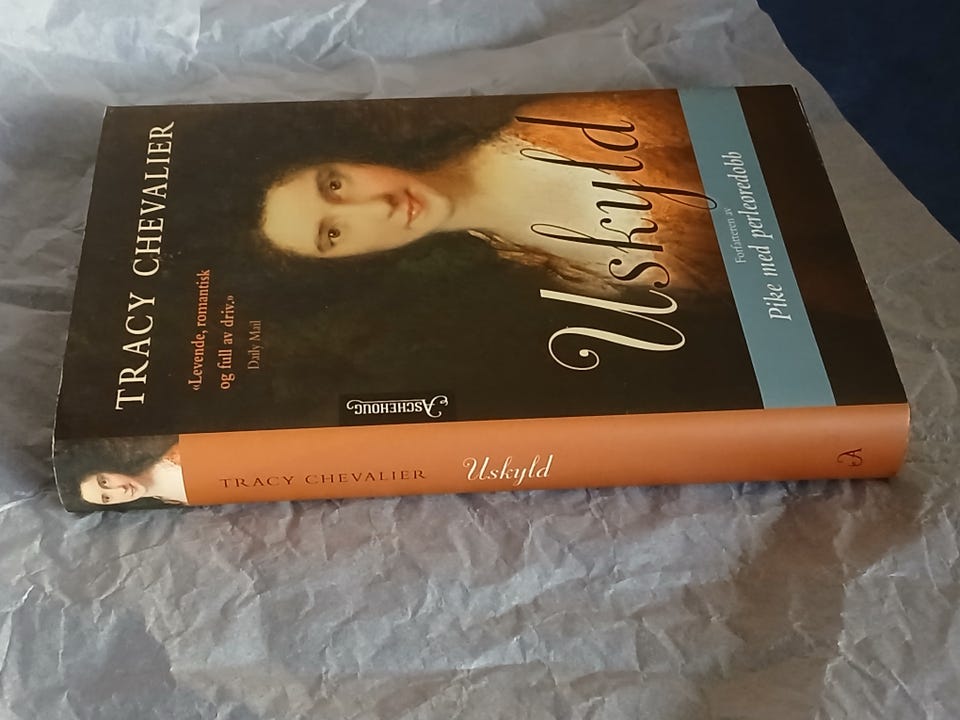 TRACY CHEVALIER
«Levende, romantisk
og full av driv.»
Daily Mail
ASCHEHOUG
Uskyld
Forfatteren av
Pike med perleøredobb
TRACY CHEVALIER Uskyld A